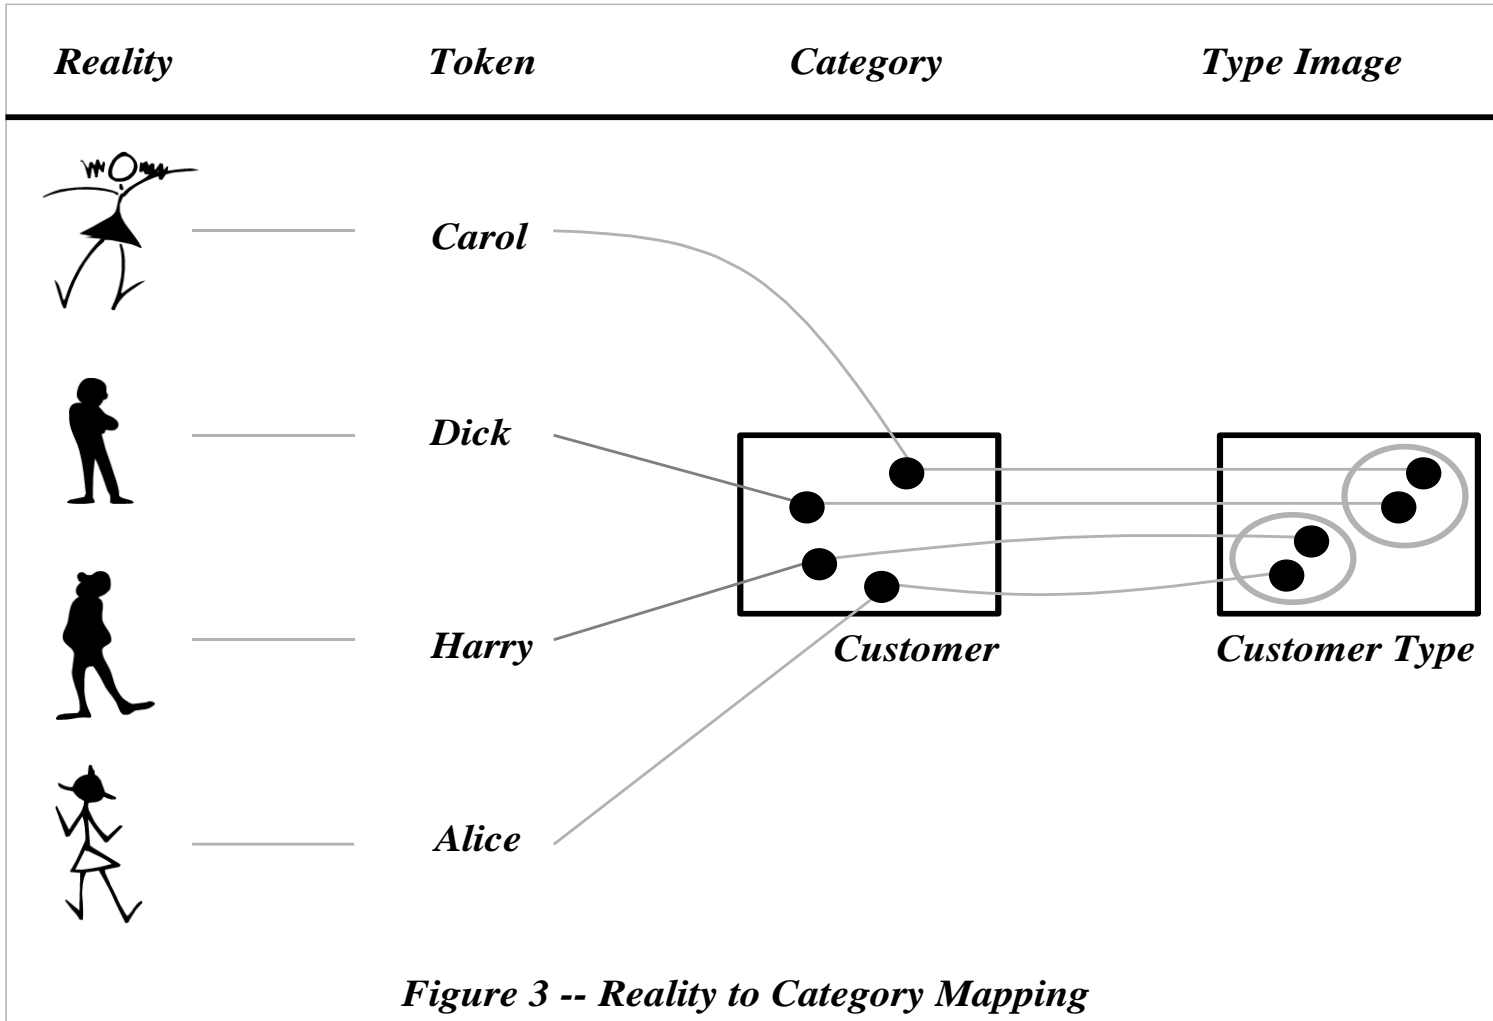 Reality Token Category Type Image
Carol
Dick
Harry
Customer
Customer Type
Alice
Figure 3 -- Reality to Category Mapping